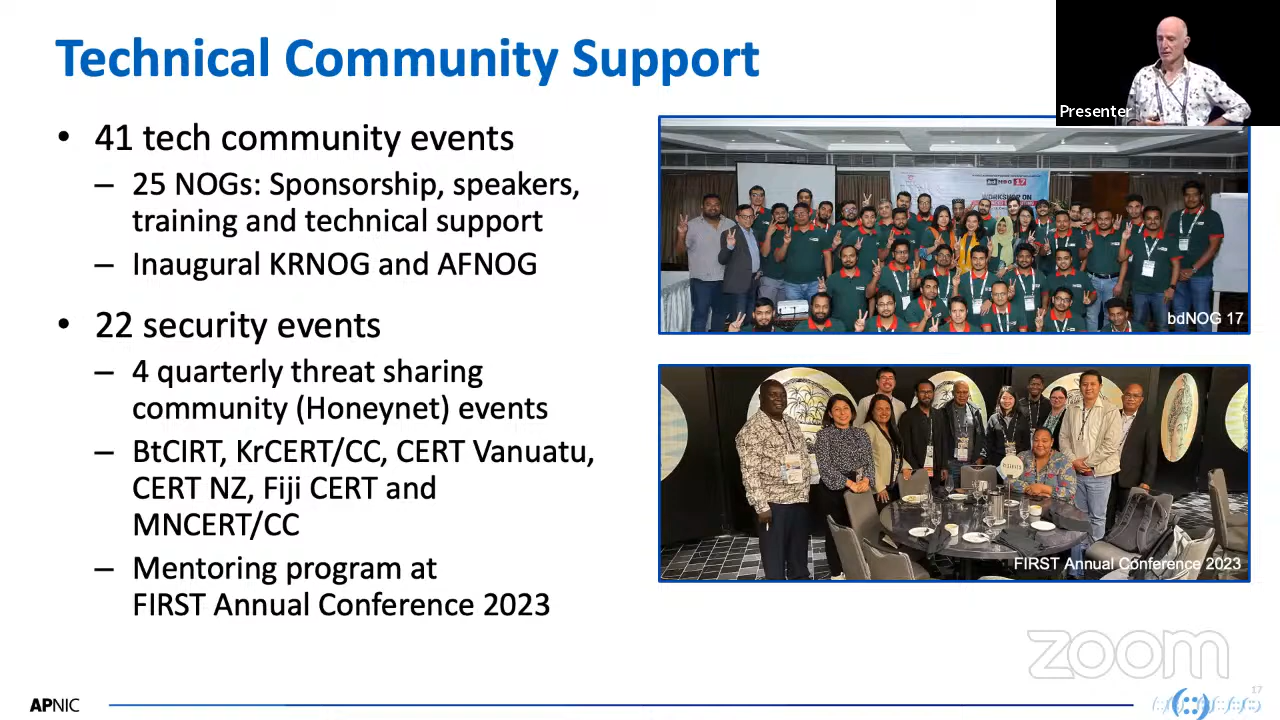 Technical Community Support
Presenter
• 41 tech community events
– 25 NOGs: Sponsorship, speakers,
training and technical support
– Inaugural KRNOG and AFNOG
• 22 security events
– 4 quarterly threat sharing
community (Honeynet) events
– BtCIRT, KrCERT/CC, CERT Vanuatu,
CERT NZ, Fiji CERT and
MNCERT/CC
– Mentoring program at
FIRST Annual Conference 2023
bdNOG 17
WORKSHOP ON
FIRST Annual Conference 2023
zoom
APNIC
17